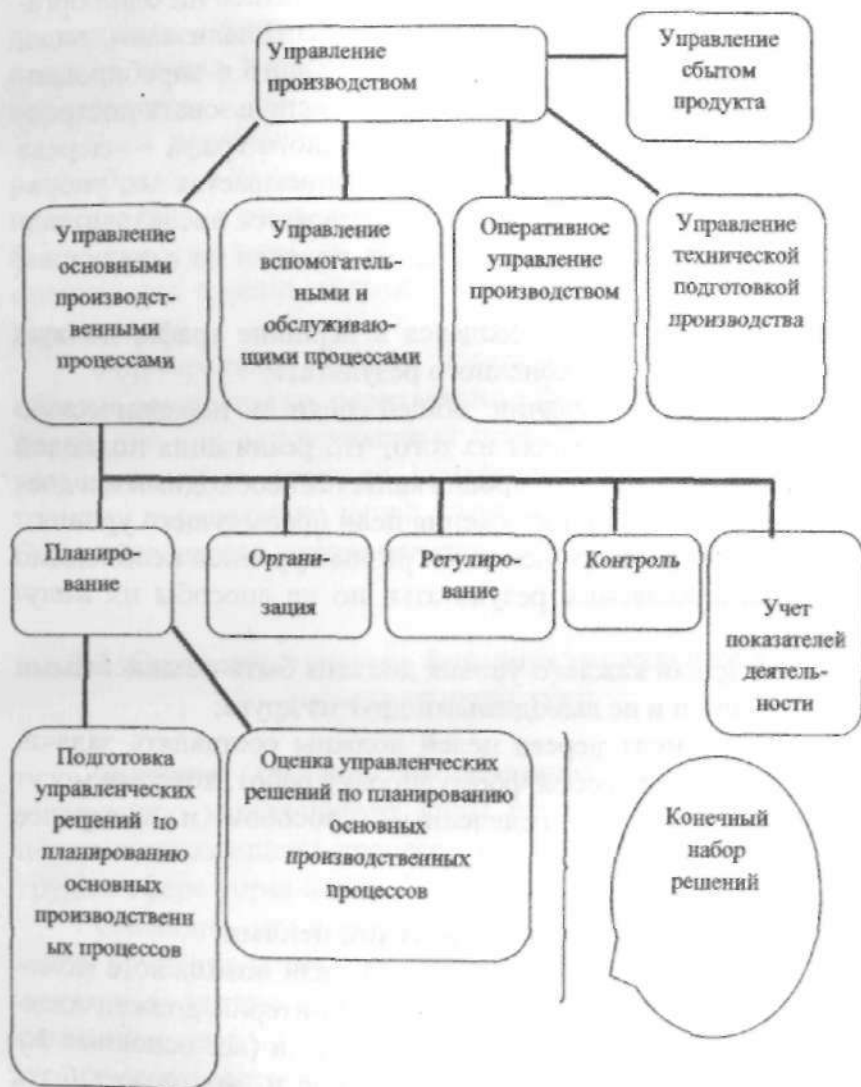 Управление
производством
Управление
сбытом
продукта
Управление
основными
производст-
венными
процессами
Управление
вспомогатель-
ными и
обслуживаю-
щими процессами
Оперативное
управление
производством
Управление
технической
подготовкой
производства
Планиро-
вание
Органи-
зация
Регулиро-
вание
Контроль
Учет
показателей
деятель-
ности
Подготовка
управленческих
решений по
планированию
основных
производственн
ых процессов
Оценка управленческих
решений по планированию
основных
производственных
процессов
Конечный
набор
решений